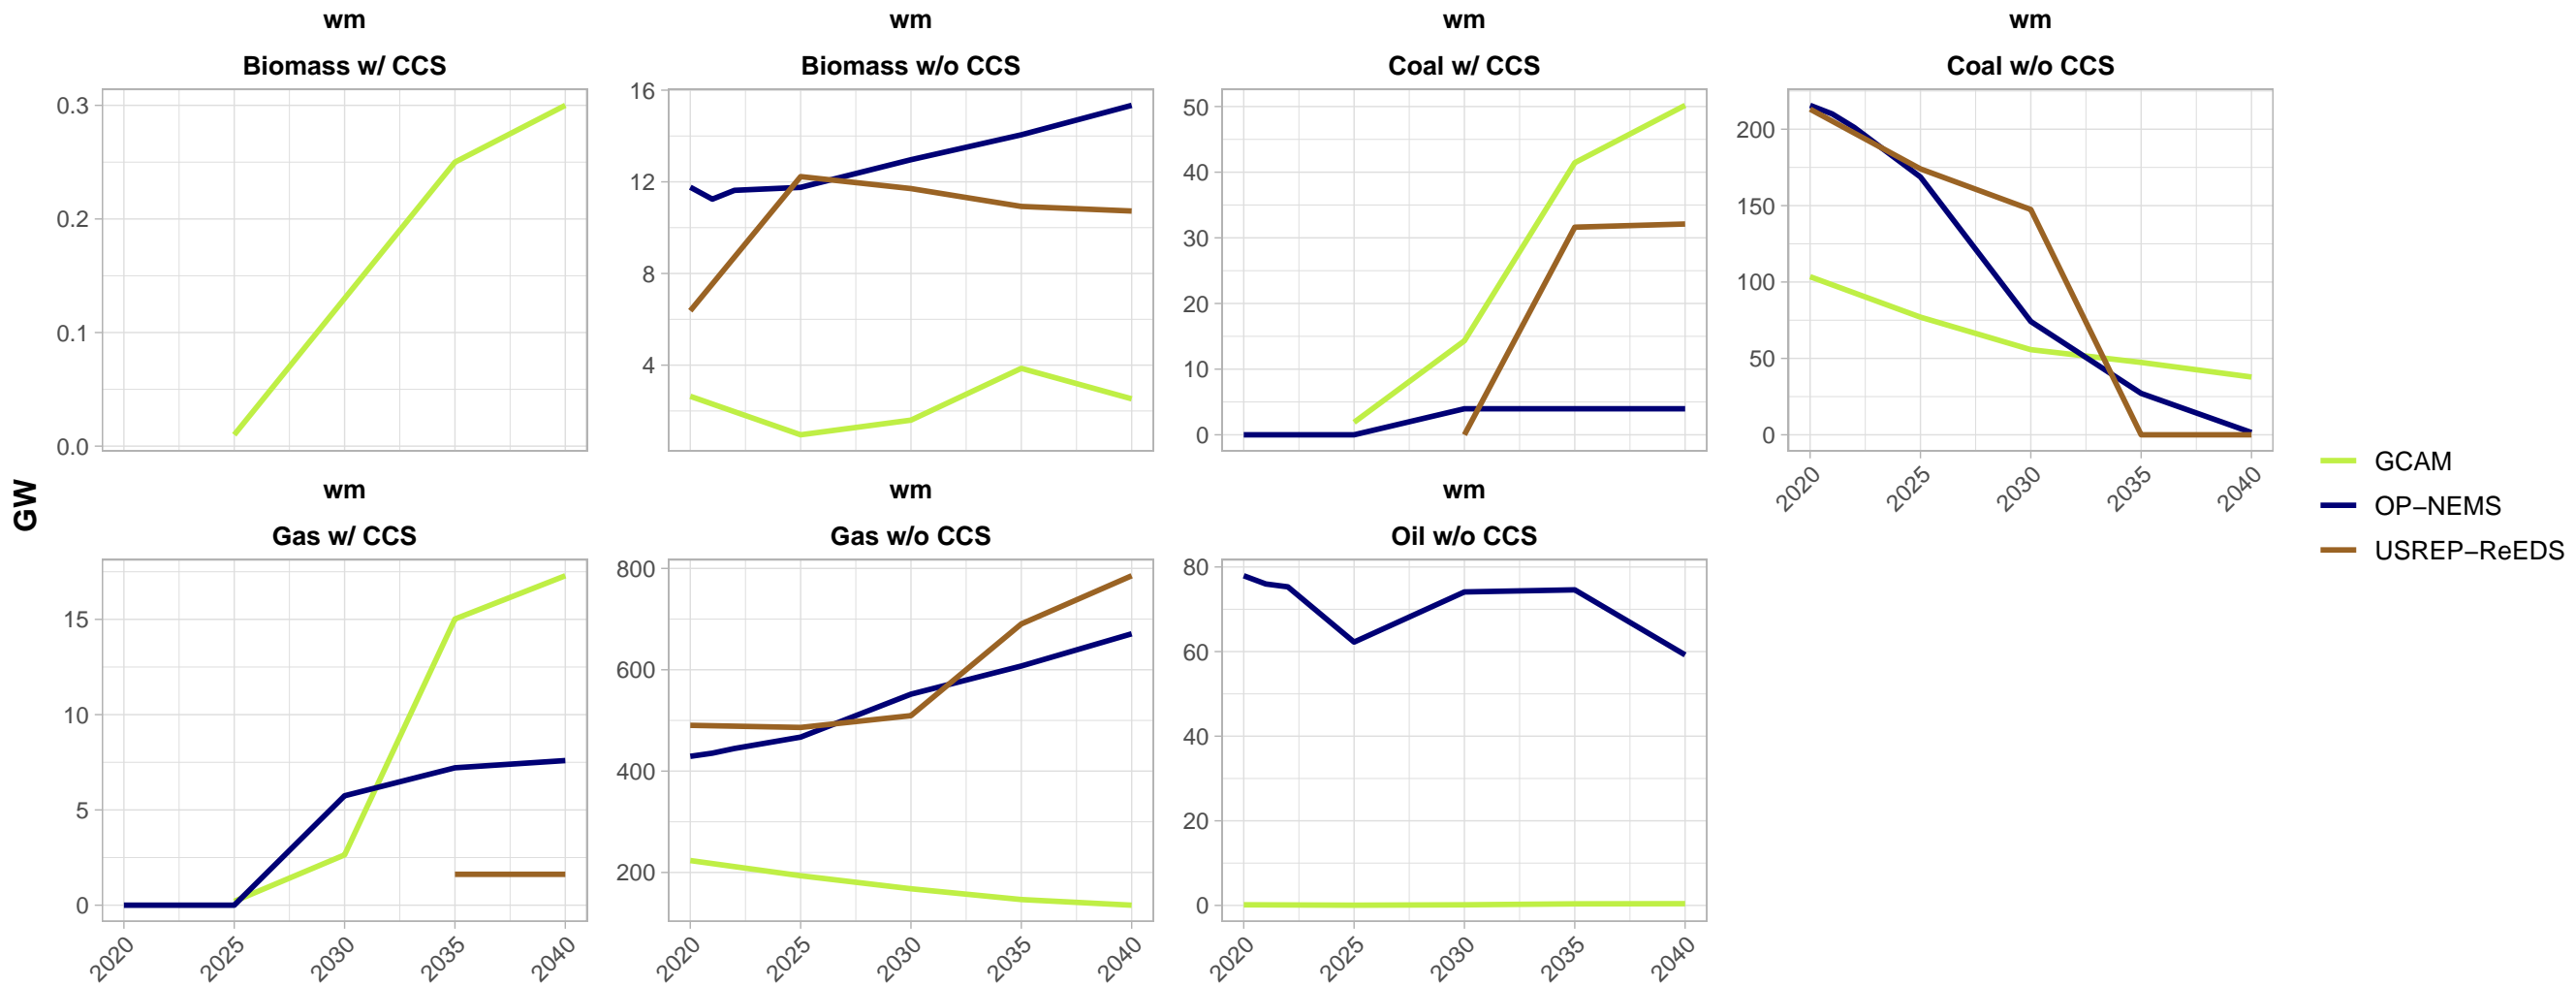 wm
Biomass w/ CCS
wm
Biomass w/o CCS
wm
Coal w/ CCS
wm
Coal w/o CCS
0.3
0.2
0.1
0.0
16
12
8
4
50
40
30
20
10
0
200
150
100
50
0
2020
2025
2030
2035
2040
GW
wm
Gas w/ CCS
wm
Gas w/o CCS
wm
Oil w/o CCS
15
10
5
0
2020
2025
2030
2035
2040
800
600
400
200
2020
2025
2030
2035
2040
80
60
40
20
0
2020
2025
2030
2035
2040
GCAM
OP−NEMS
USREP−ReEDS